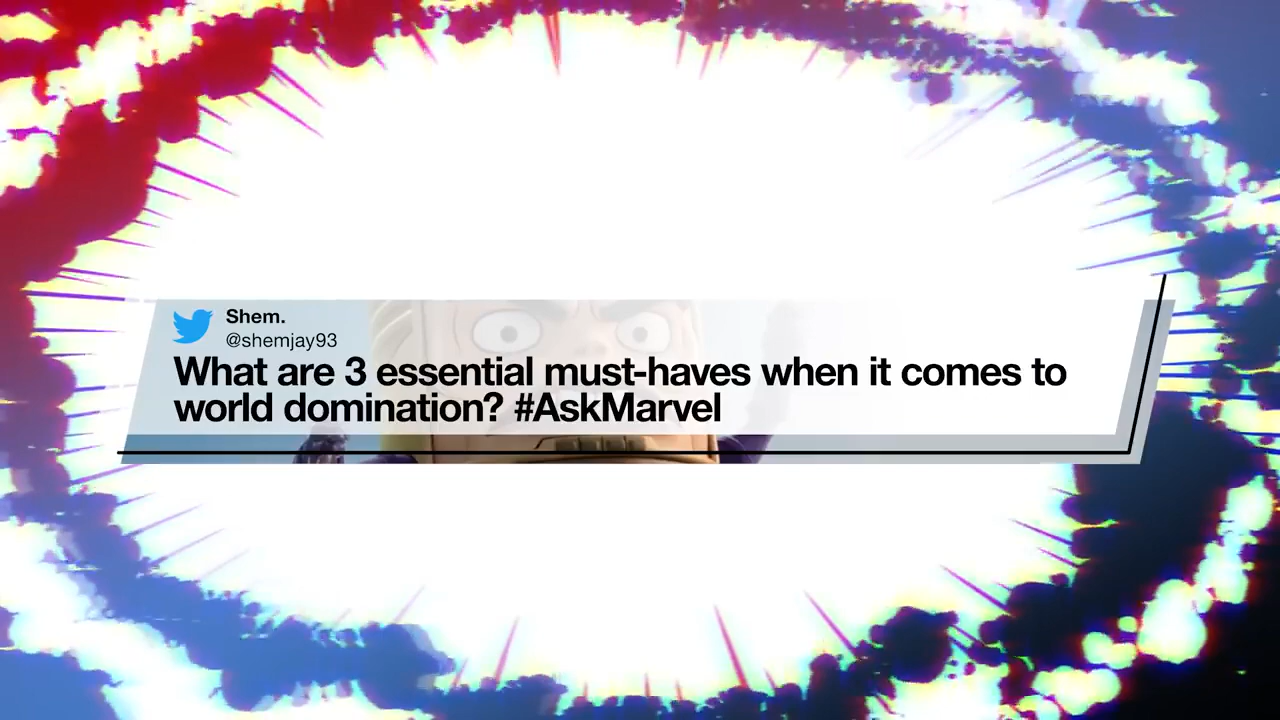 Shem.
@shemjay93
What are 3 essential must-haves when it comes to
world domination? #AskMarvel